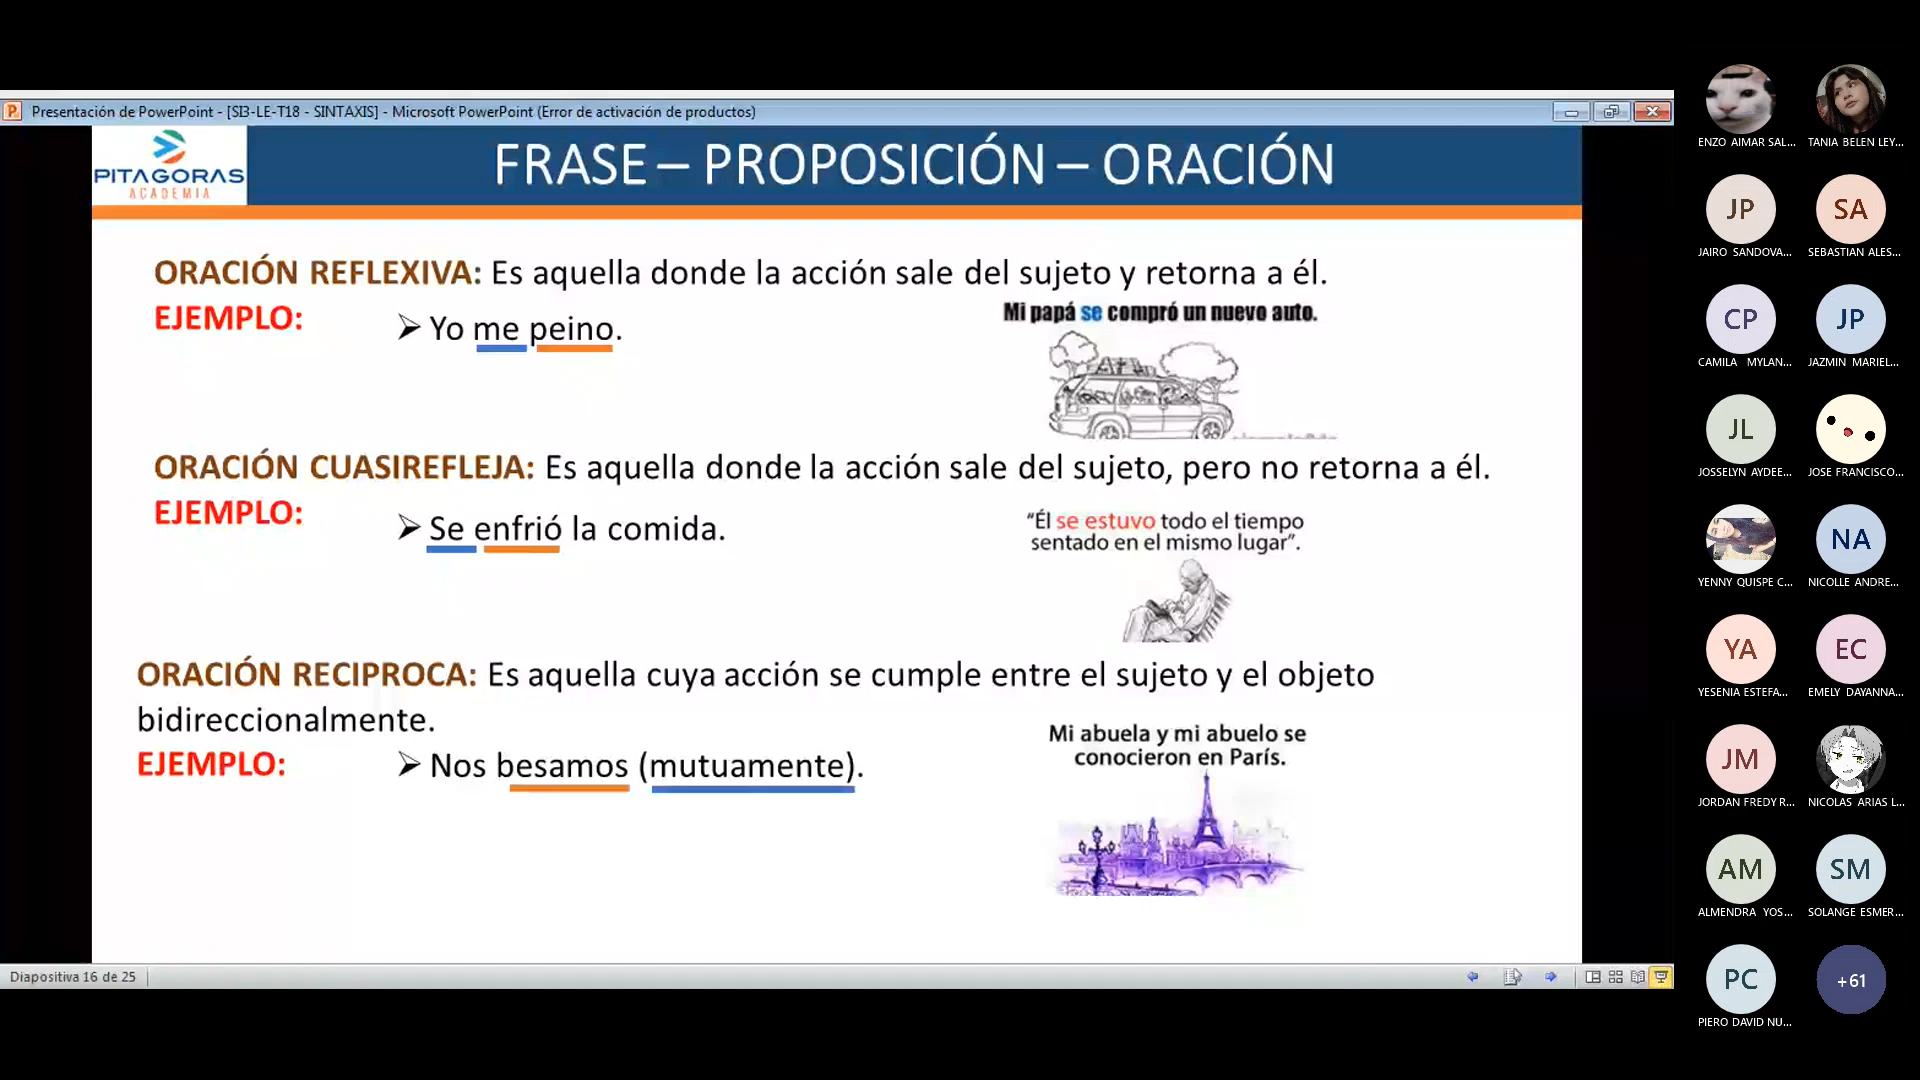 Presentación de PowerPoint - [SI3-LE-T18 - SINTAXIS] - Microsoft PowerPoint (Error de activación de productos)
PITAGORAS
ACADEMIA
FRASE – PROPOSICIÓN – ORACIÓN
ORACIÓN REFLEXIVA: Es aquella donde la acción sale del sujeto y retorna a él.
EJEMPLO:
➢ Yo me peino.
Mi papá se compró un nuevo auto.
ORACIÓN CUASIREFLEJA: Es aquella donde la acción sale del sujeto, pero no retorna a él.
EJEMPLO:
➢ Se enfrió la comida.
“Él se estuvo todo el tiempo
sentado en el mismo lugar”.
ORACIÓN RECIPROCA: Es aquella cuya acción se cumple entre el sujeto y el objeto
bidireccionalmente.
EJEMPLO:
➢ Nos besamos (mutuamente).
Mi abuela y mi abuelo se
conocieron en París.
Diapositiva 16 de 25
ENZO AIMAR SAL...
TANIA BELEN LEY...
JP
JAIRO SANDOVA...
SA
SEBASTIAN ALES...
CP
CAMILA MYLAN...
JP
JAZMIN MARIEL...
JL
JOSSELYN AYDEE...
JOSE FRANCISCO...
YENNY QUISPE C...
NA
NICOLLE ANDRE...
YA
YESENIA ESTEFA...
EC
EMELY DAYANNA...
JM
JORDAN FREDY R...
NICOLAS ARIAS L...
AM
ALMENDRA YOS...
SM
SOLANGE ESMER...
PC
PIERO DAVID NU...
+61